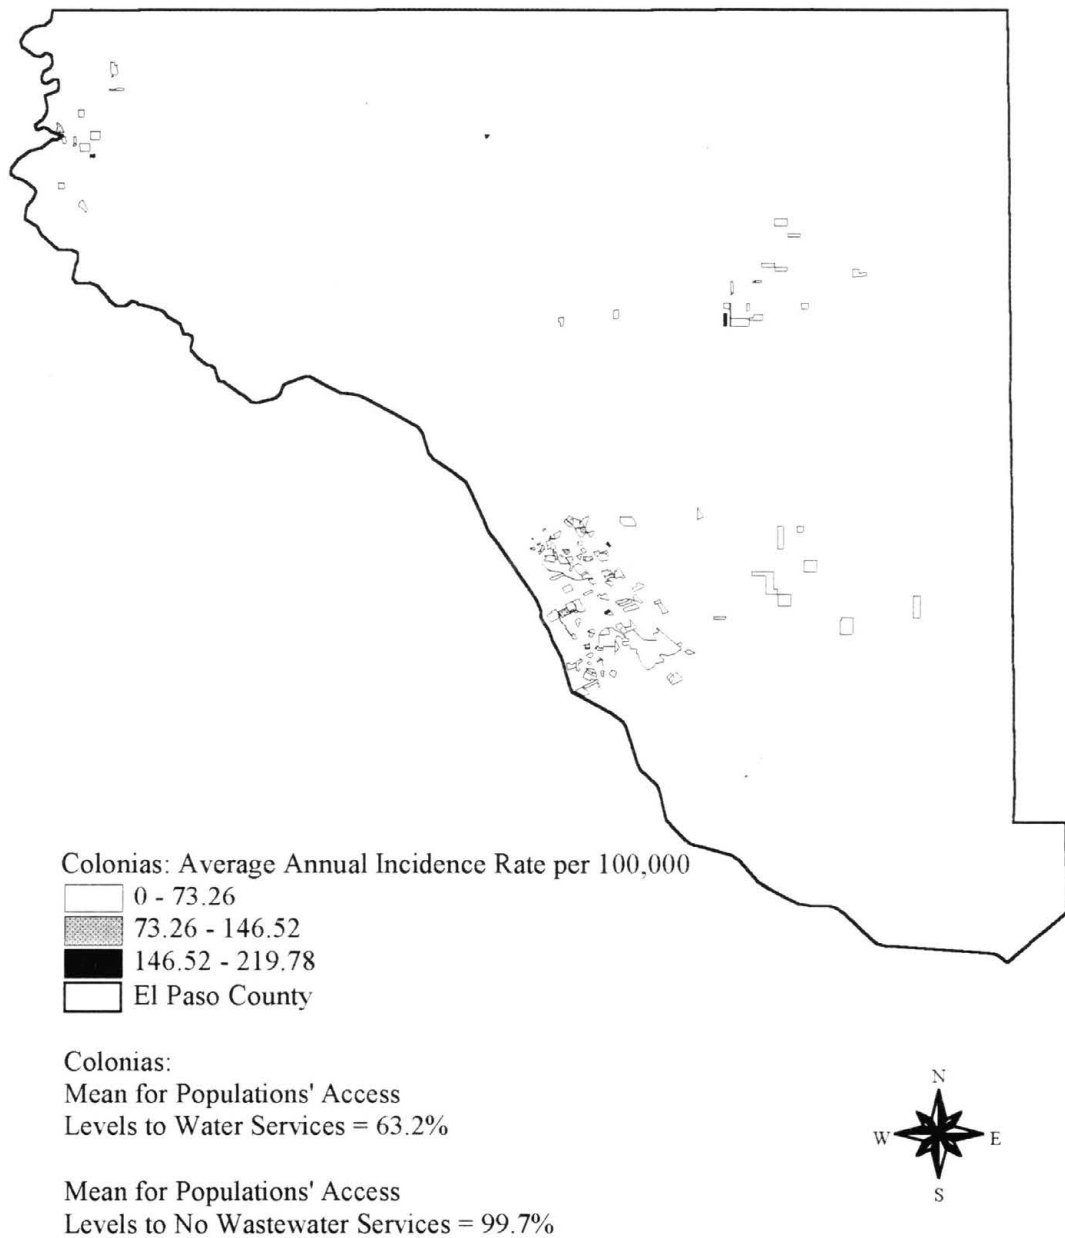 Colonias: Average Annual Incidence Rate per 100,000
0 - 73.26
73.26 - 146.52
146.52 - 219.78
El Paso County
Colonias:
Mean for Populations' Access
Levels to Water Services = 63.2%
Mean for Populations' Access
Levels to No Wastewater Services = 99.7%
N
W E
S